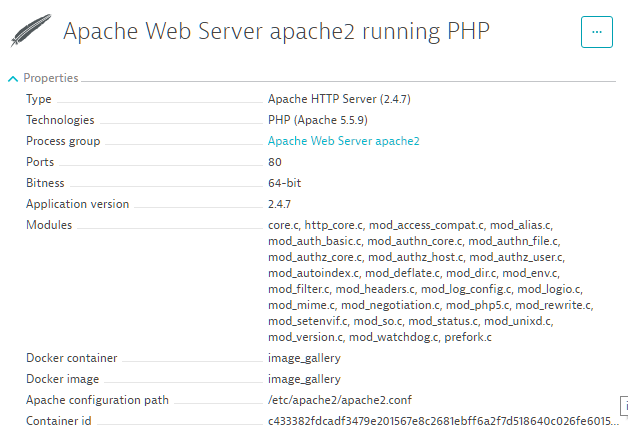 Apache Web Server apache2 running PHP
...
Properties
Type Apache HTTP Server (2.4.7)
Technologies PHP (Apache 5.5.9)
Process group Apache Web Server apache2
Ports 80
Bitness 64-bit
Application version 2.4.7
Modules core.c, http_core.c, mod_access_compat.c, mod_alias.c,
mod_auth_basic.c, mod_authn_core.c, mod_authn_file.c,
mod_authz_core.c, mod_authz_host.c, mod_authz_user.c,
mod_autoindex.c, mod_deflate.c, mod_dir.c, mod_env.c,
mod_filter.c, mod_headers.c, mod_log_config.c, mod_logio.c,
mod_mime.c, mod_negotiation.c, mod_php5.c, mod_rewrite.c,
mod_setenvif.c, mod_so.c, mod_status.c, mod_unixd.c,
mod_version.c, mod_watchdog.c, prefork.c
Docker container image_gallery
Docker image image_gallery
Apache configuration path /etc/apache2/apache2.conf
Container id c433382fdcadf3479e201567e8c2681ebff6a2f7d518640c026fe6015...